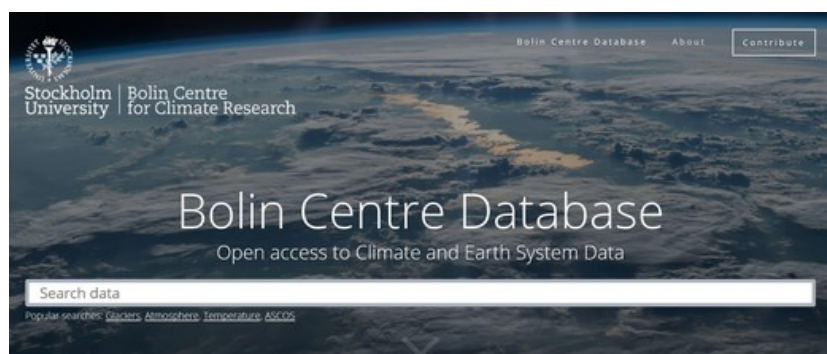 Bolin Centre Database About Contribute
Stockholm University
Bolin Centre for Climate Research
Bolin Centre Database
Open access to Climate and Earth System Data
Search data
Popular searches: Glaciers, Atmosphere, Temperature, ASCOS